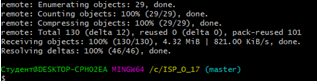 remote: Enumerating objects: 29, done.
remote: Counting objects: 100% (29/29), done.
remote: Compressing objects: 100% (29/29), done.
remote: Total 130 (delta 12), reused 0 (delta 0), pack-reused 101
Receiving objects: 100% (130/130), 4.32 MiB | 821.00 KiB/s, done.
Resolving deltas: 100% (46/46), done.
Студент@DESKTOP-CPH02EA MINGW64 /c/ISP_0_17 (master)
$